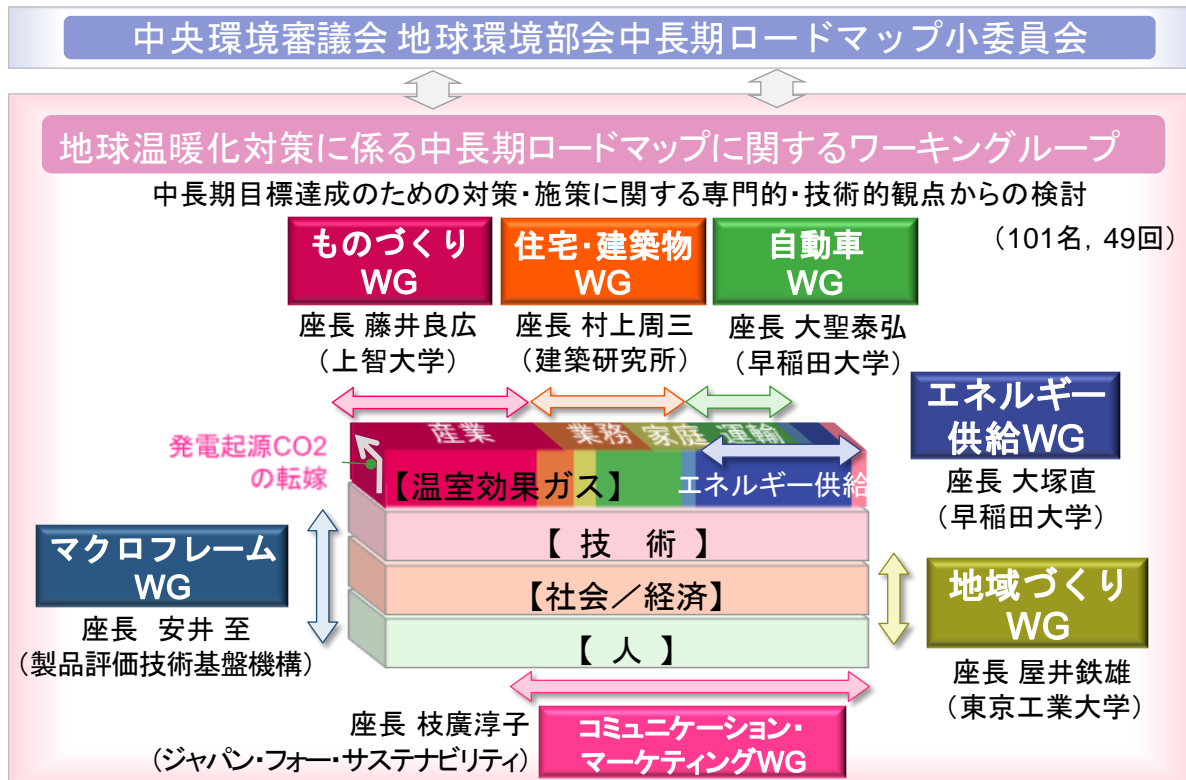 中央環境審議会 地球環境部会中長期ロードマップ小委員会
地球温暖化対策に係る中長期ロードマップに関するワーキングループ
中長期目標達成のための対策・施策に関する専門的・技術的観点からの検討
（101名，49回）
ものづくり
WG
座長 藤井良広
（上智大学）
住宅・建築物
WG
座長 村上周三
（建築研究所）
自動車
WG
座長 大聖泰弘
（早稲田大学）
エネルギー
供給WG
座長 大塚直
（早稲田大学）
産業
業務
家庭
運輸
発電起源CO2
の転嫁
【温室効果ガス】
エネルギー供給
【 技　術 】
【社会／経済】
【 人 】
マクロフレーム
WG
座長　安井 至
（製品評価技術基盤機構）
地域づくり
WG
座長 屋井鉄雄
（東京工業大学）
座長 枝廣淳子
（ジャパン・フォー・サステナビリティ）
コミュニケーション・
マーケティングWG